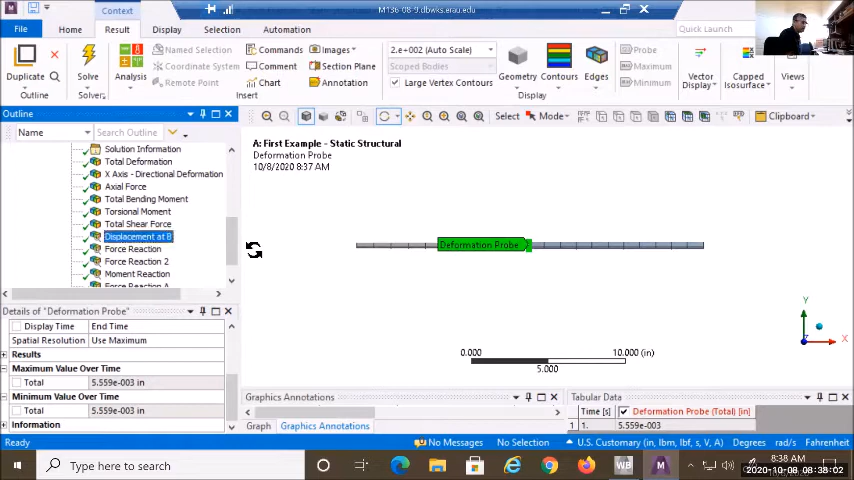 Context
M136-08-9.dbwks.erau.edu
File
Home
Result
Display
Selection
Automation
Quick Launch
Duplicate
Outline
Solve
Solver
Analysis
Named Selection
Coordinate System
Remote Point
Commands
Comment
Chart
Images
Section Plane
Annotation
Insert
2.e+002 (Auto Scale)
Scoped Bodies
Large Vertex Contours
Geometry
Contours
Edges
Display
Probe
Maximum
Minimum
Vector Display
Capped Isosurface
Views
Outline
Name
Search Outline
Select
Mode
Clipboard
Solution Information
Total Deformation
X Axis - Directional Deformation
Axial Force
Total Bending Moment
Torsional Moment
Total Shear Force
Displacement at B
Force Reaction
Force Reaction 2
Moment Reaction
Force Reaction A
A: First Example - Static Structural
Deformation Probe
10/8/2020 8:37 AM
Deformation Probe
Y
X
0.000
10.000 (in)
5.000
Details of "Deformation Probe"
Display Time End Time
Spatial Resolution Use Maximum
Results
Maximum Value Over Time
Total 5.559e-003 in
Minimum Value Over Time
Total 5.559e-003 in
Information
Graphics Annotations
Graph
Graphics Annotations
Tabular Data
Time [s] Deformation Probe (Total) [in]
1 1. 5.559e-003
Ready
No Messages
No Selection
U.S. Customary (in, lbm, lbf, s, V, A)
Degrees
rad/s
Fahrenheit
Type here to search
WB
M
8:38 AM
2020-10-08 08:38:02